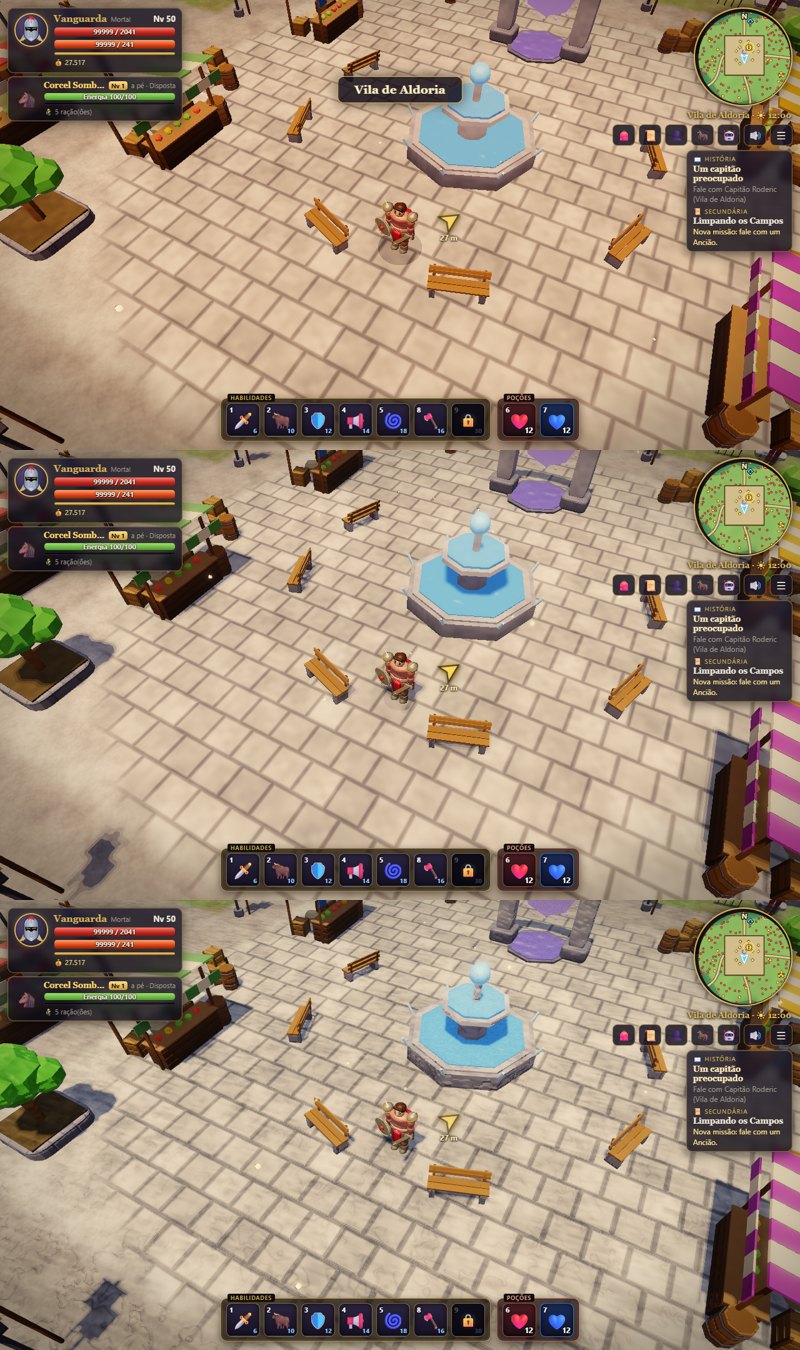 Vanguarda Mortal Nv 50
99999 / 2041
99999 / 241
27.517
Corcel Somb... Nv 1 a pé · Disposta
Energia 100/100
5 ração(ões)
Vila de Aldoria
N
Vila de Aldoria · ☀ 12:00
HISTÓRIA
Um capitão
preocupado
Fale com Capitão Roderic
(Vila de Aldoria)
SECUNDÁRIA
Limpando os Campos
Nova missão: fale com um
Ancião.
27 m
HABILIDADES
POÇÕES
1 2 3 4 5 8 9 6 7
6 10 12 14 18 16 30 12 12
Vanguarda Mortal Nv 50
99999 / 2041
99999 / 241
27.517
Corcel Somb... Nv 1 a pé · Disposta
Energia 100/100
5 ração(ões)
N
Vila de Aldoria · ☀ 12:00
HISTÓRIA
Um capitão
preocupado
Fale com Capitão Roderic
(Vila de Aldoria)
SECUNDÁRIA
Limpando os Campos
Nova missão: fale com um
Ancião.
27 m
HABILIDADES
POÇÕES
1 2 3 4 5 8 9 6 7
6 10 12 14 18 16 30 12 12
Vanguarda Mortal Nv 50
99999 / 2041
99999 / 241
27.517
Corcel Somb... Nv 1 a pé · Disposta
Energia 100/100
5 ração(ões)
N
Vila de Aldoria · ☀ 12:00
HISTÓRIA
Um capitão
preocupado
Fale com Capitão Roderic
(Vila de Aldoria)
SECUNDÁRIA
Limpando os Campos
Nova missão: fale com um
Ancião.
27 m
HABILIDADES
POÇÕES
1 2 3 4 5 8 9 6 7
6 10 12 14 18 16 30 12 12